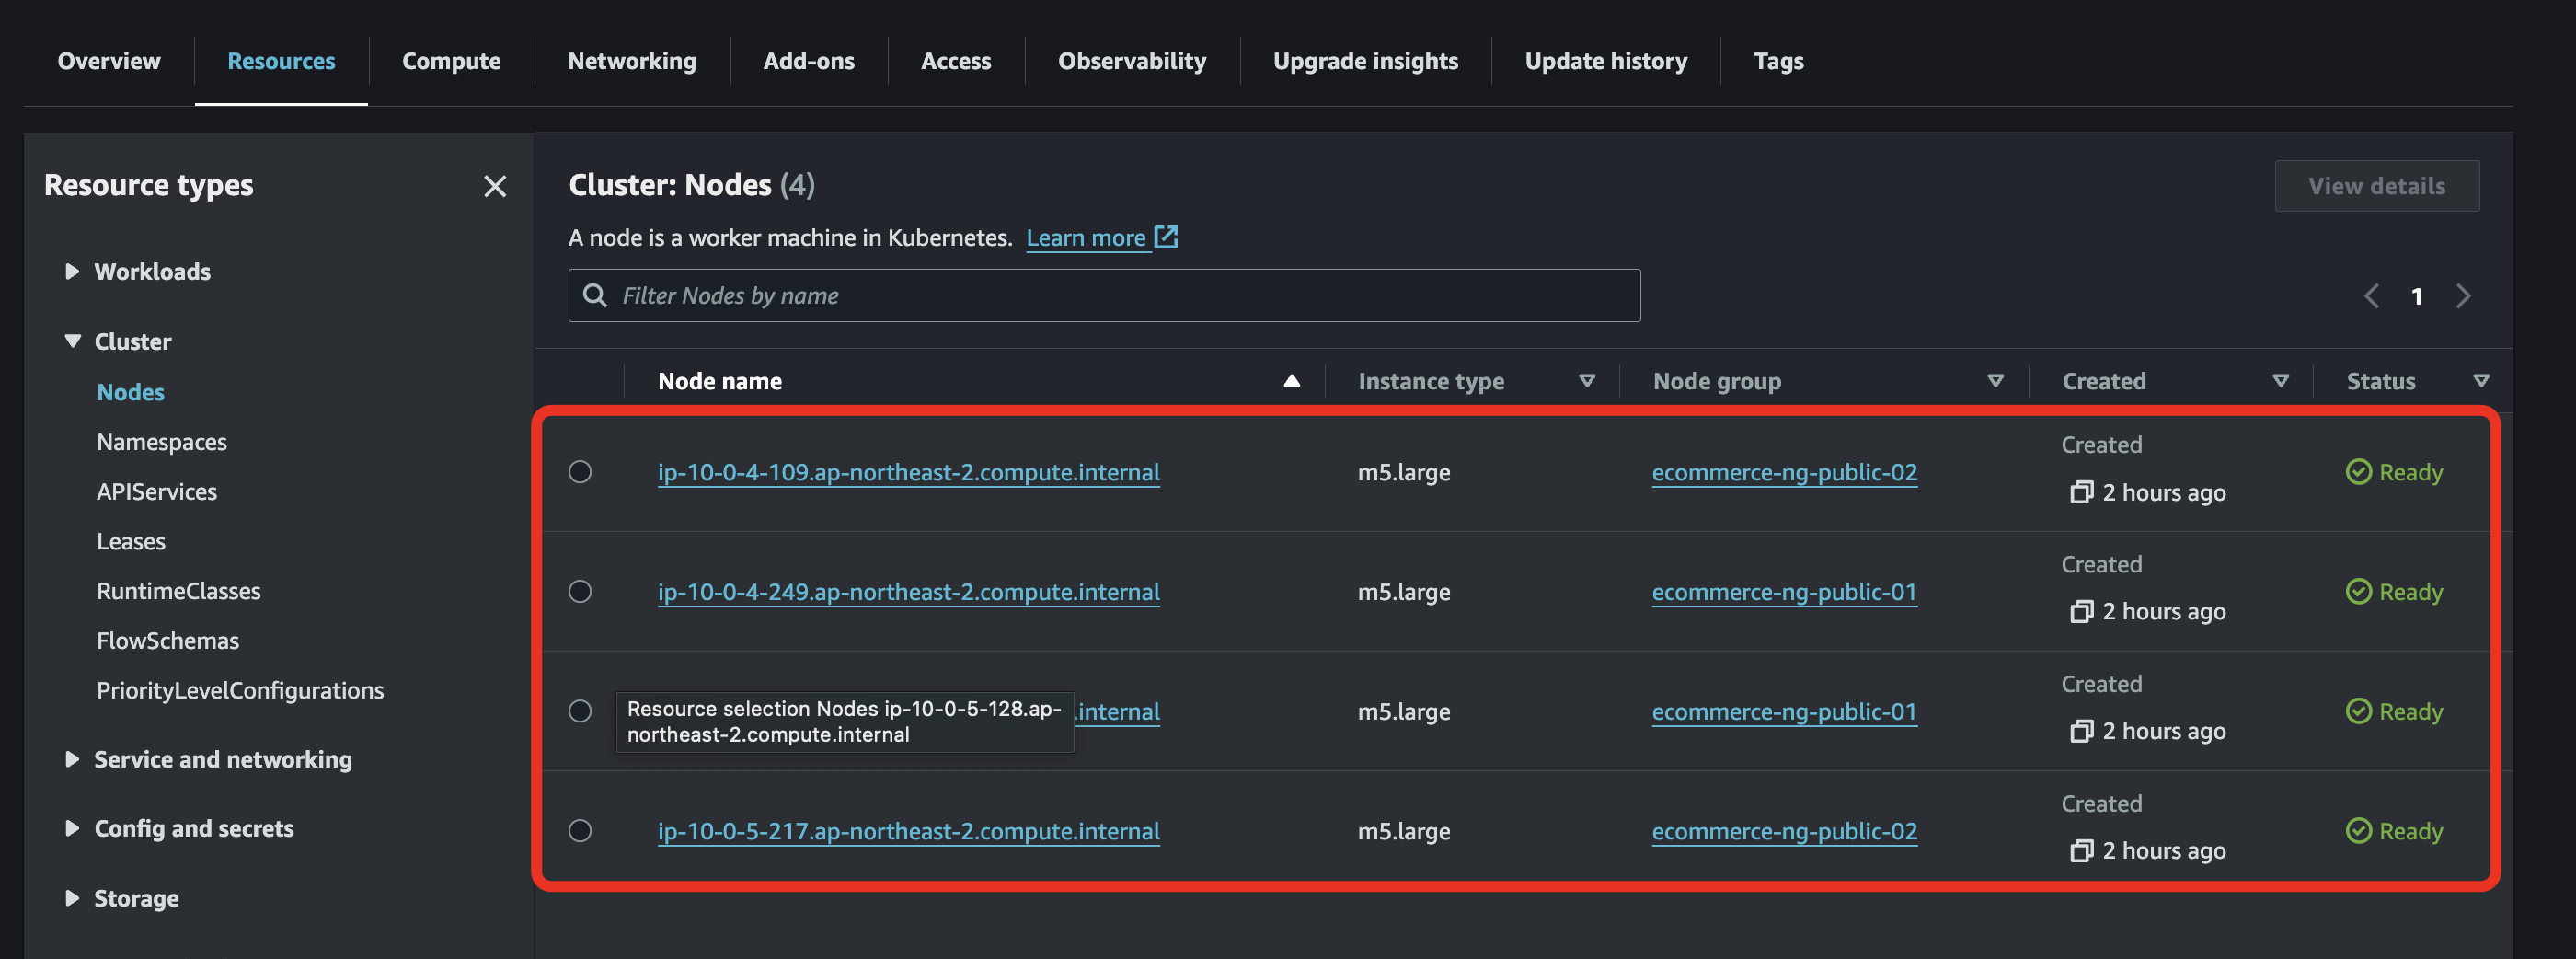 Overview Resources Compute Networking Add-ons Access Observability Upgrade insights Update history Tags
Resource types
Workloads
Cluster
Nodes
Namespaces
APIServices
Leases
RuntimeClasses
FlowSchemas
PriorityLevelConfigurations
Service and networking
Config and secrets
Storage
Cluster: Nodes (4)
View details
A node is a worker machine in Kubernetes. Learn more
Filter Nodes by name
1
Node name Instance type Node group Created Status
ip-10-0-4-109.ap-northeast-2.compute.internal m5.large ecommerce-ng-public-02 Created 2 hours ago Ready
ip-10-0-4-249.ap-northeast-2.compute.internal m5.large ecommerce-ng-public-01 Created 2 hours ago Ready
Resource selection Nodes ip-10-0-5-128.ap-
northeast-2.compute.internal
.internal m5.large ecommerce-ng-public-01 Created 2 hours ago Ready
ip-10-0-5-217.ap-northeast-2.compute.internal m5.large ecommerce-ng-public-02 Created 2 hours ago Ready